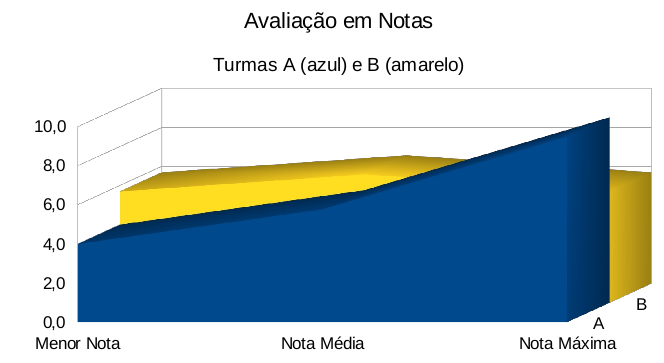 Avaliação em Notas
Turmas A (azul) e B (amarelo)
10,0
8,0
6,0
4,0
2,0
0,0
B
A
Menor Nota Nota Média Nota Máxima